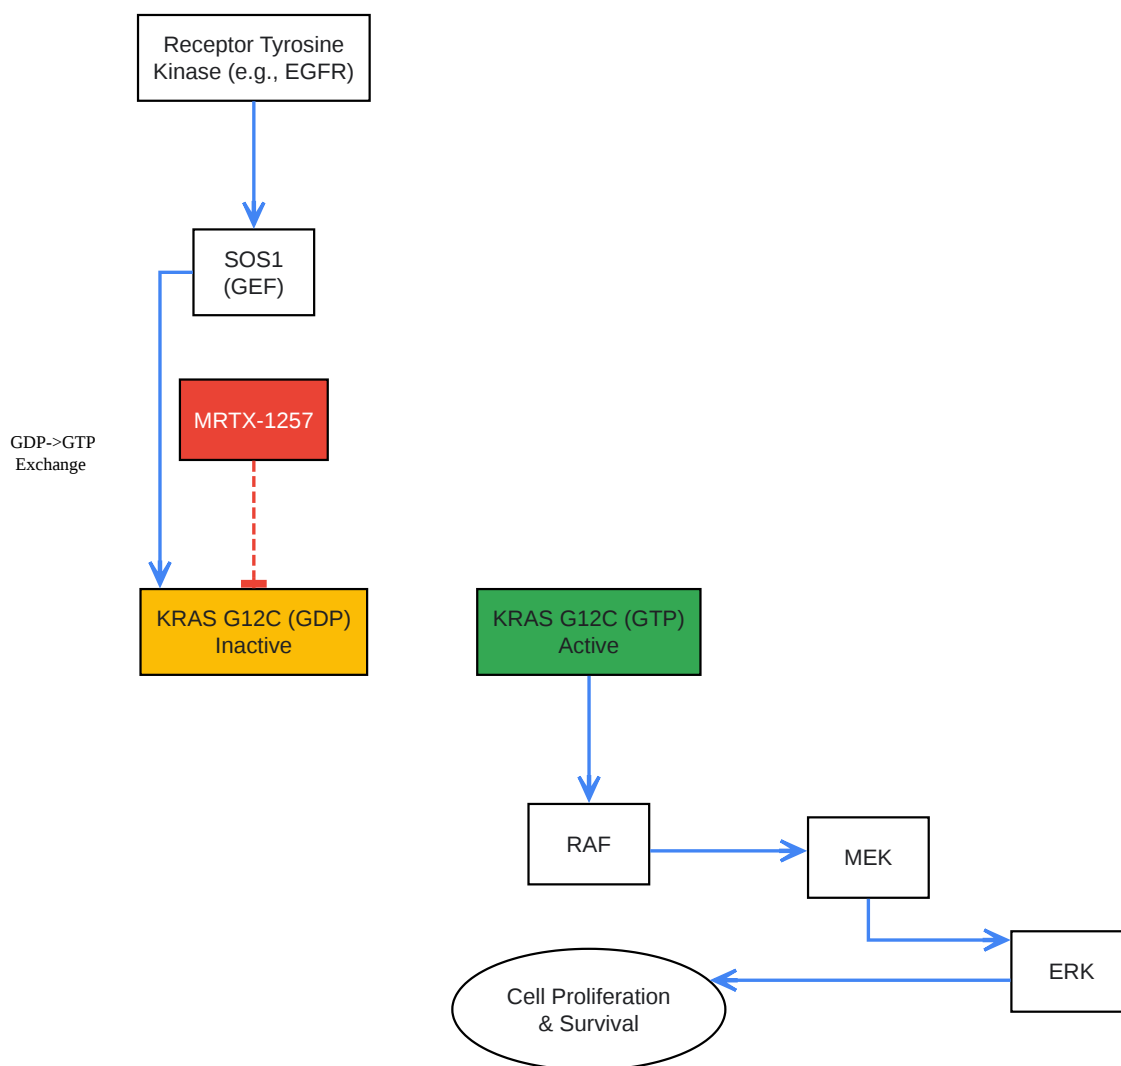 Receptor Tyrosine
Kinase (e.g., EGFR)
SOS1
(GEF)
MRTX-1257
GDP->GTP
Exchange
KRAS G12C (GDP)
Inactive
KRAS G12C (GTP)
Active
RAF
MEK
ERK
Cell Proliferation
& Survival